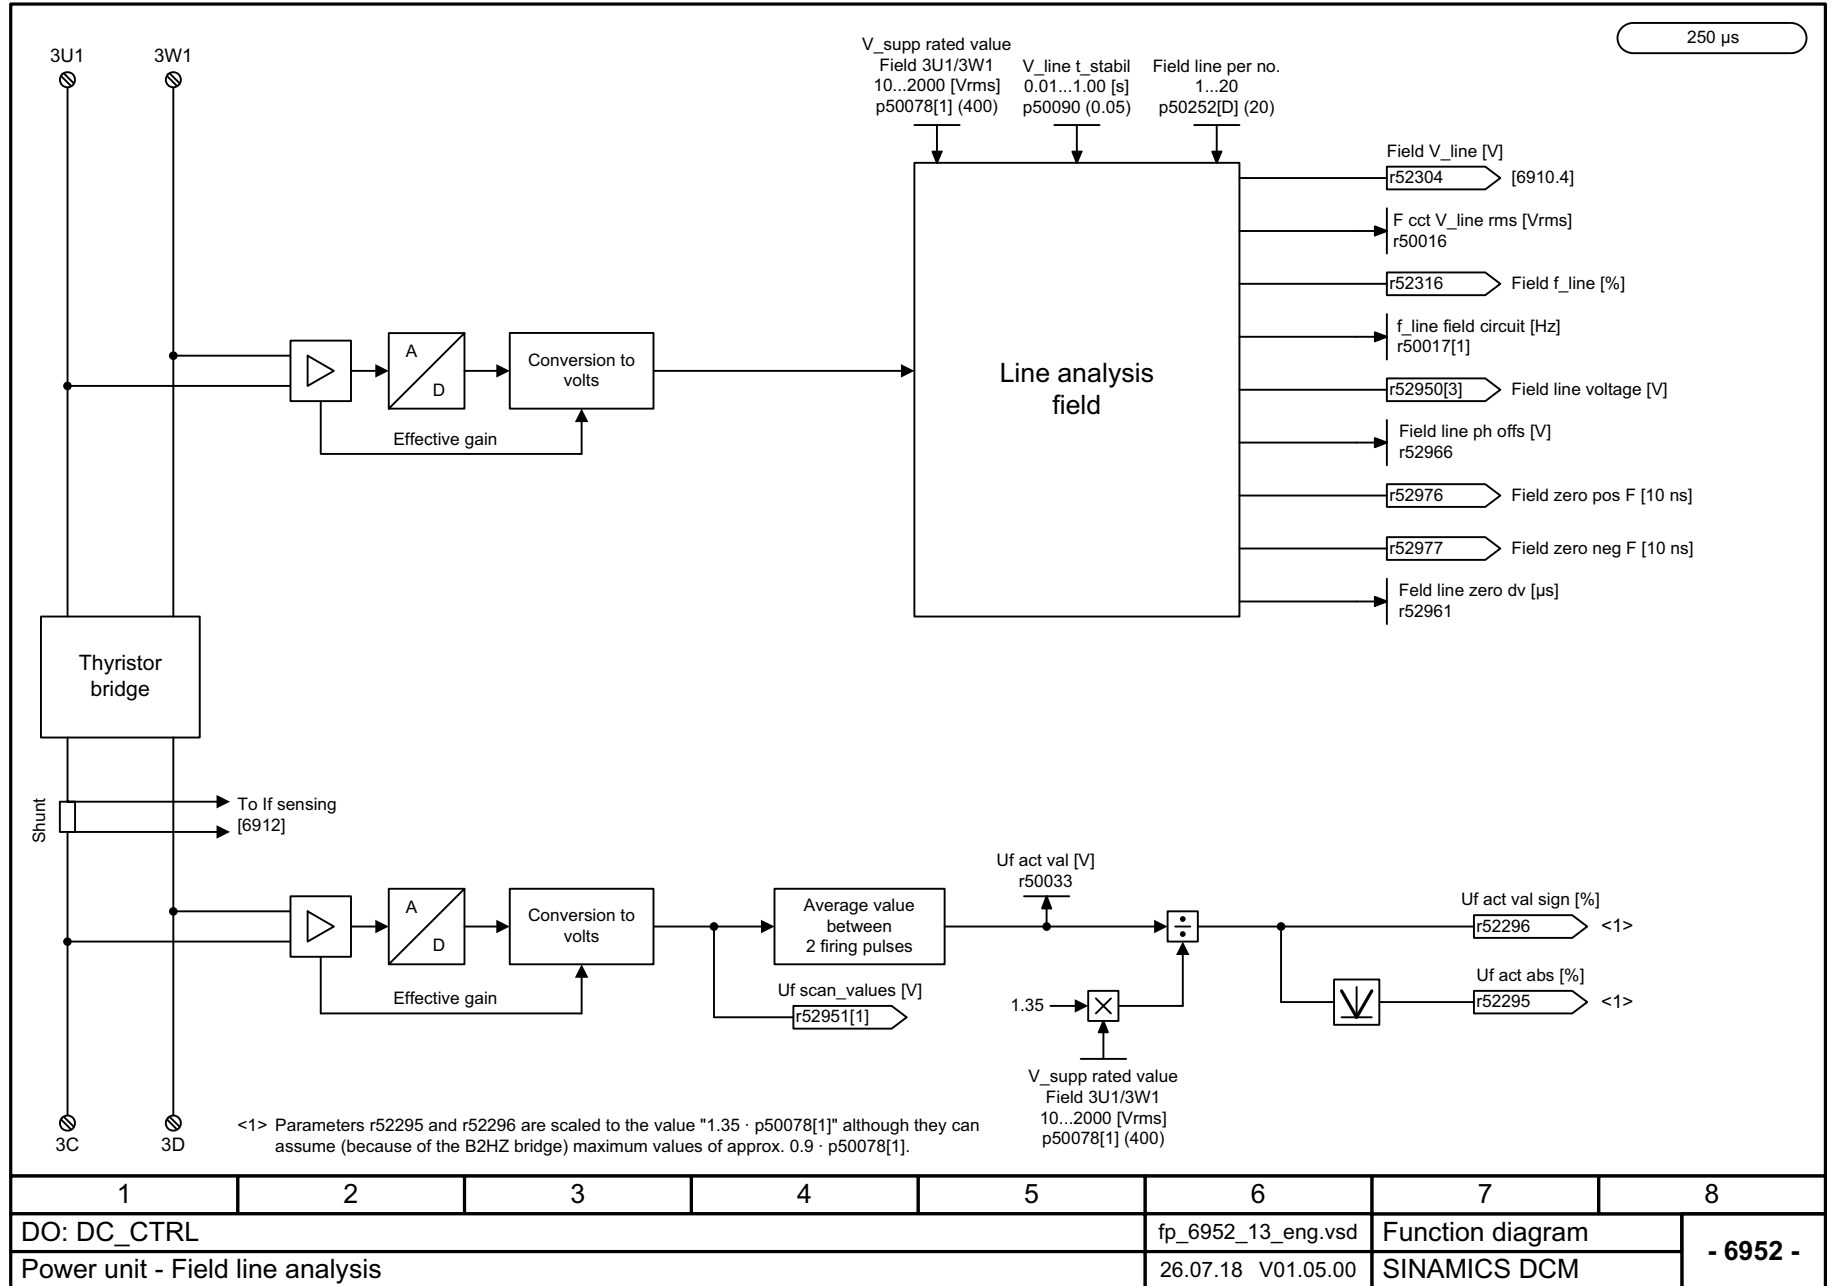 250 µs
3U1
3W1
V_supp rated value
Field 3U1/3W1
10...2000 [Vrms]
p50078[1] (400)
V_line t_stabil
0.01...1.00 [s]
p50090 (0.05)
Field line per no.
1...20
p50252[D] (20)
Field V_line [V]
r52304
[6910.4]
F cct V_line rms [Vrms]
r50016
r52316
Field f_line [%]
f_line field circuit [Hz]
r50017[1]
r52950[3]
Field line voltage [V]
Field line ph offs [V]
r52966
r52976
Field zero pos F [10 ns]
r52977
Field zero neg F [10 ns]
Feld line zero dv [µs]
r52961
A
D
Conversion to
volts
Effective gain
Line analysis
field
Thyristor
bridge
Shunt
To If sensing
[6912]
A
D
Conversion to
volts
Effective gain
Average value
between
2 firing pulses
Uf scan_values [V]
r52951[1]
Uf act val [V]
r50033
÷
1.35
×
V_supp rated value
Field 3U1/3W1
10...2000 [Vrms]
p50078[1] (400)
Uf act val sign [%]
r52296
<1>
Uf act abs [%]
r52295
<1>
3C
3D
<1> Parameters r52295 and r52296 are scaled to the value "1.35 · p50078[1]" although they can
assume (because of the B2HZ bridge) maximum values of approx. 0.9 · p50078[1].
1 2 3 4 5 6 7 8
DO: DC_CTRL
fp_6952_13_eng.vsd
Function diagram
- 6952 -
Power unit - Field line analysis
26.07.18 V01.05.00
SINAMICS DCM